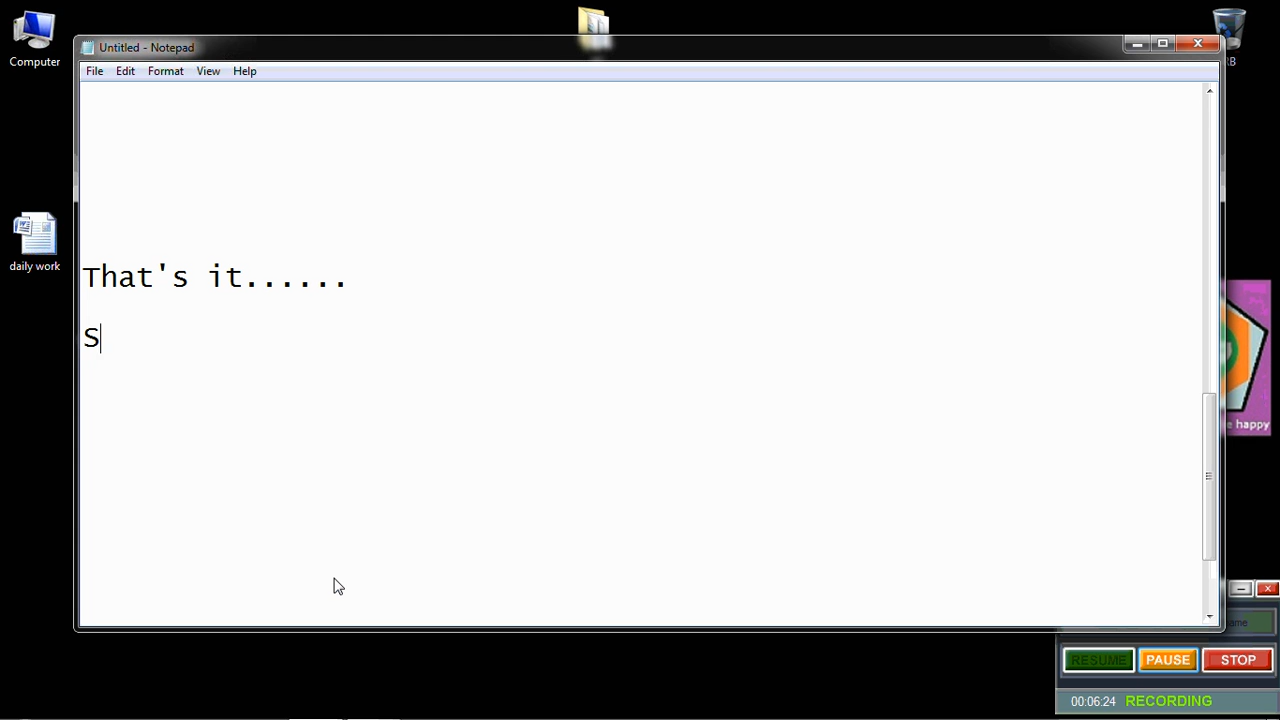 Computer
Untitled - Notepad
File Edit Format View Help
daily work
That's it......
S
happy
RESUME PAUSE STOP
00:06:24 RECORDING